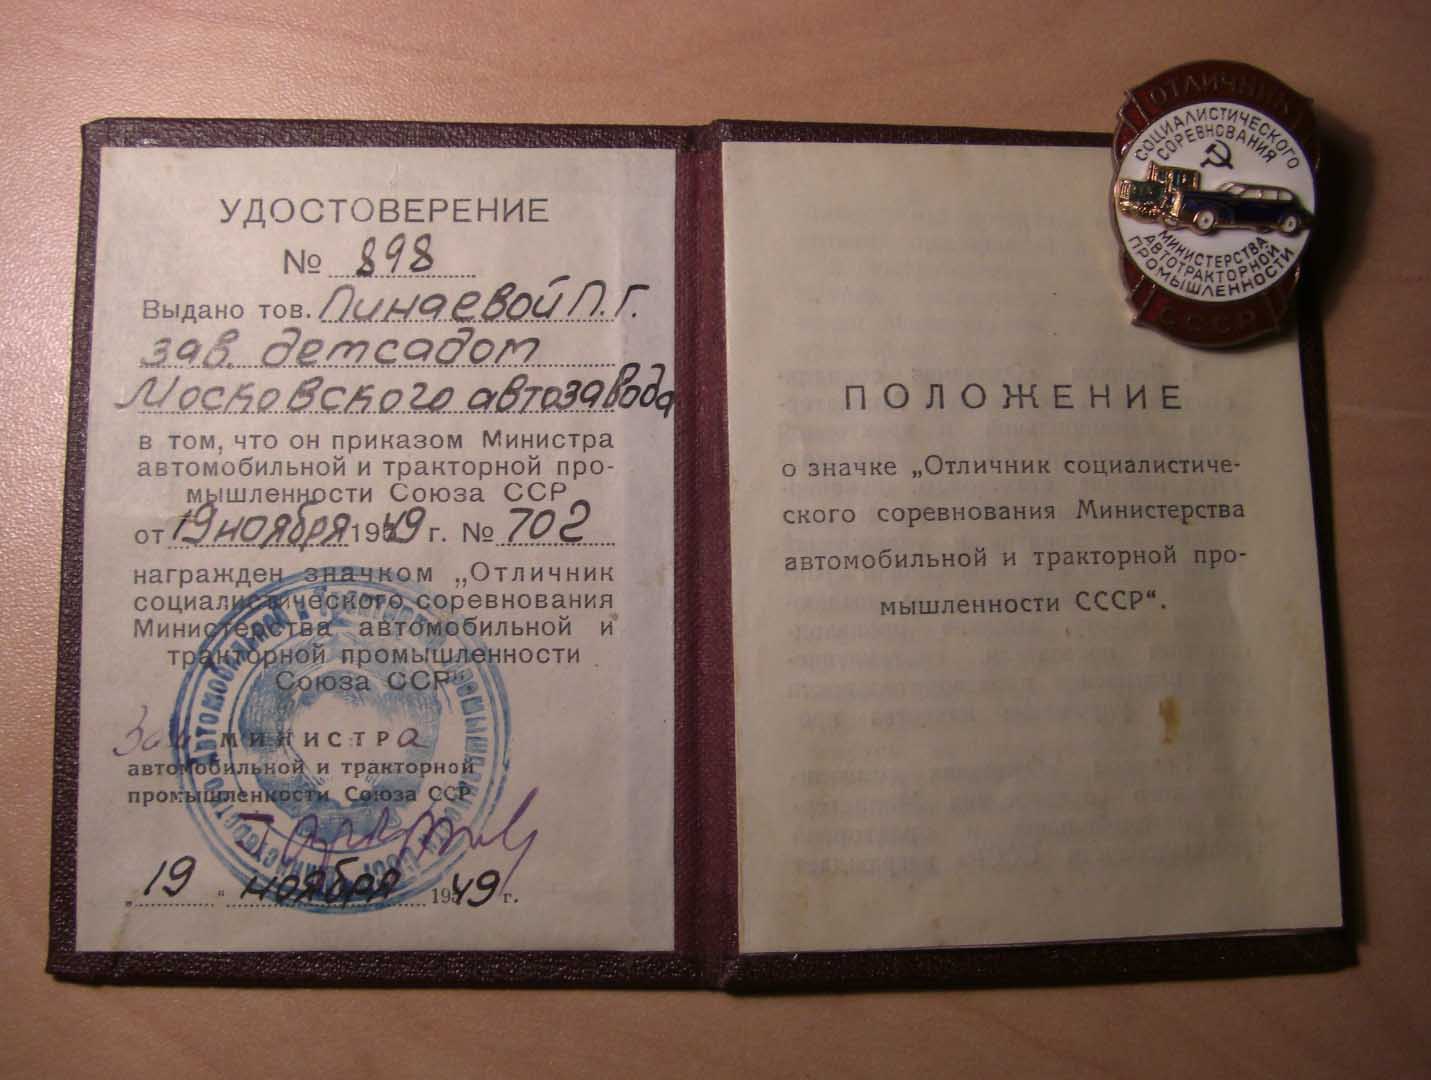 УДОСТОВЕРЕНИЕ
№ 898
Выдано тов. Пинаевой П. Г.
зав. детсадом
Московского автозавода
в том, что он приказом Министра
автомобильной и тракторной про-
мышленности Союза ССР
от 19 ноября 1949 г. № 702
награжден значком „Отличник
социалистического соревнования
Министерства автомобильной и
тракторной промышленности
Союза ССР“
Зам МИНИСТРа
автомобильной и тракторной
промышленности Союза ССР
„19“ ноября 1949 г.
ОТЛИЧНИК
СОЦИАЛИСТИЧЕСКОГО
СОРЕВНОВАНИЯ
МИНИСТЕРСТВА
АВТОТРАКТОРНОЙ
ПРОМЫШЛЕННОСТИ
СССР
ПОЛОЖЕНИЕ
о значке „Отличник социалистиче-
ского соревнования Министерства
автомобильной и тракторной про-
мышленности СССР“.